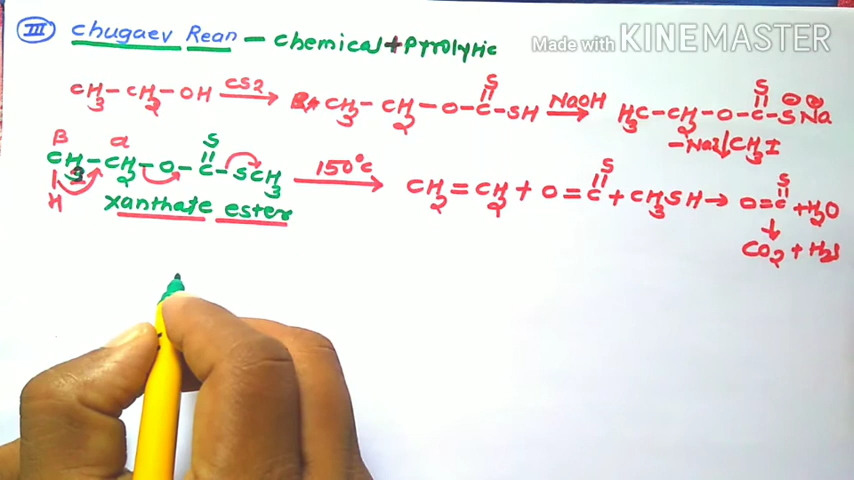 III chugaev Rean - chemical + Pyrolytic
Made with KINEMASTER
CH3-CH2-OH CS2→ CH3-CH2-O-C(=S)-SH NaOH→ H3C-CH2-O-C(=S)-S⊖Na⊕
-NaI↓CH3I
B a
CH3-CH2-O-C(=S)-SCH3 150°C→ CH2=CH2+O=C=S+CH3SH→O=C=S+H2O
H
↓
CO2+H2S
xanthate ester